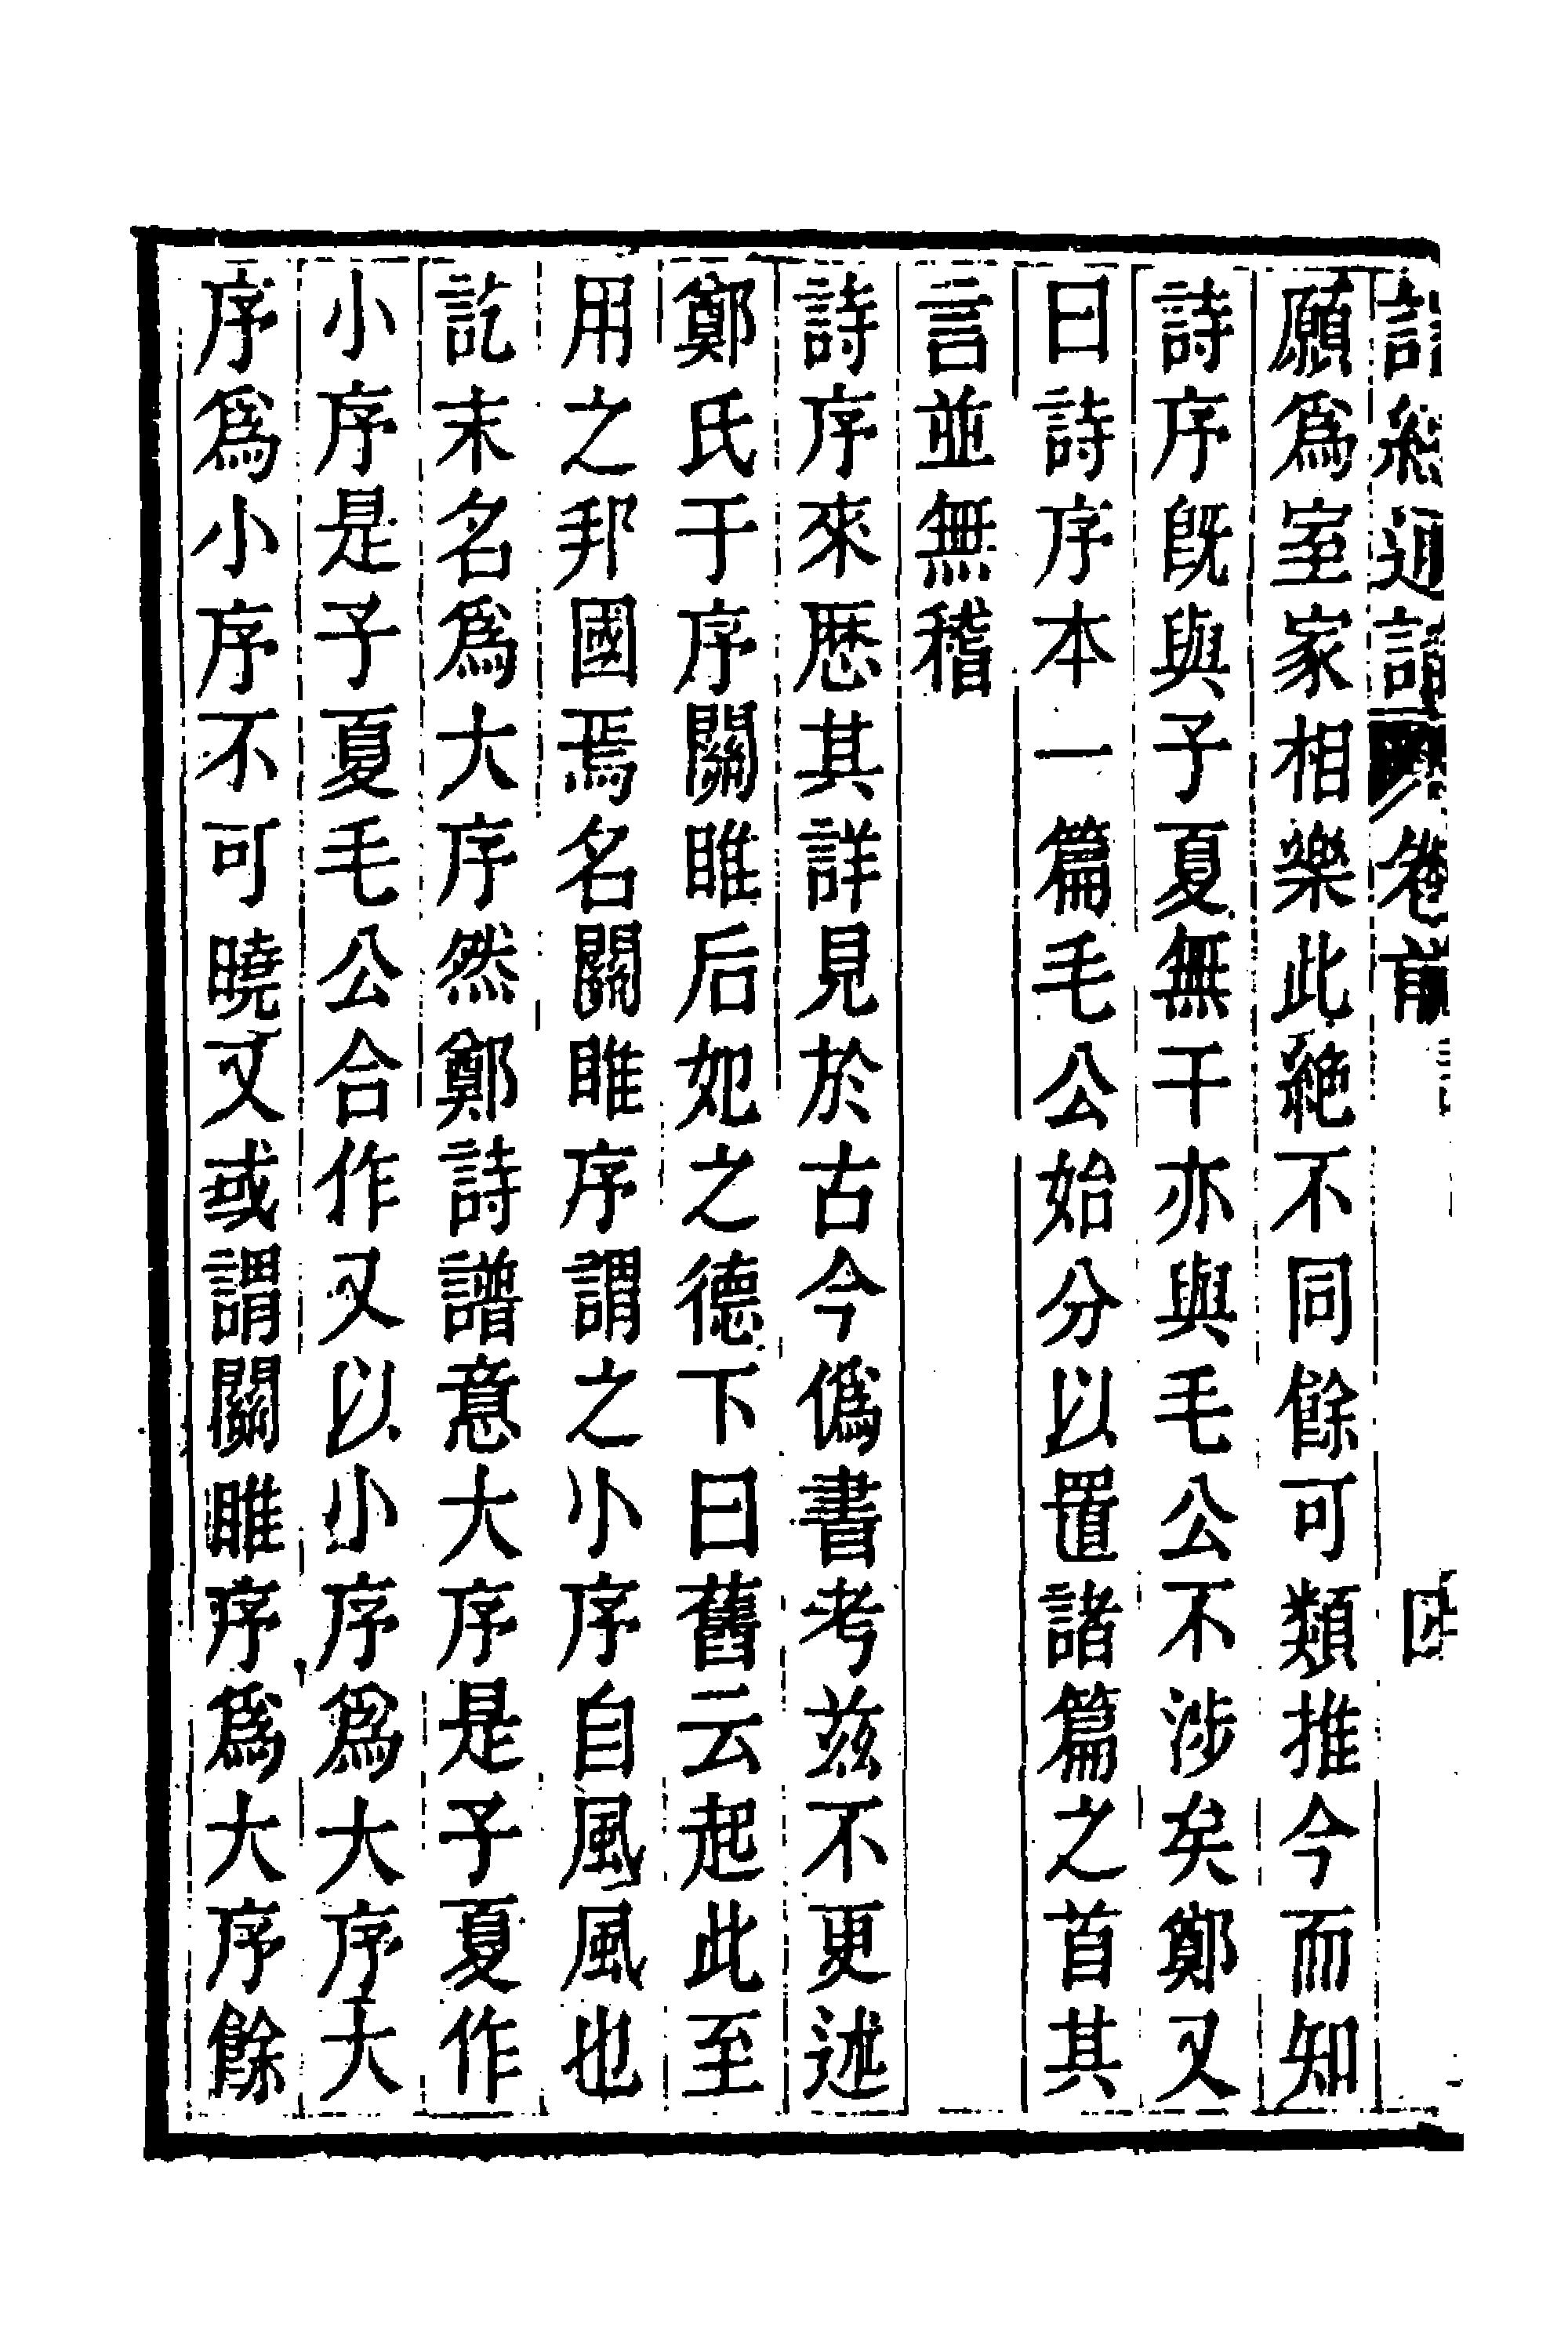 詩經通論 卷前 四
願爲室家相樂此絶不同餘可類推今而知
詩序旣與子夏無干亦與毛公不涉矣鄭又
曰詩序本一篇毛公始分以置諸篇之首其
言並無稽
詩序來歴其詳見於古今僞書考茲不更述
鄭氏于序關雎后妃之德下曰舊云起此至
用之邦國焉名關雎序謂之小序自風風也
訖末名爲大序然鄭詩譜意大序是子夏作
小序是子夏毛公合作又以小序爲大序大
序爲小序不可曉又或謂關雎序爲大序餘